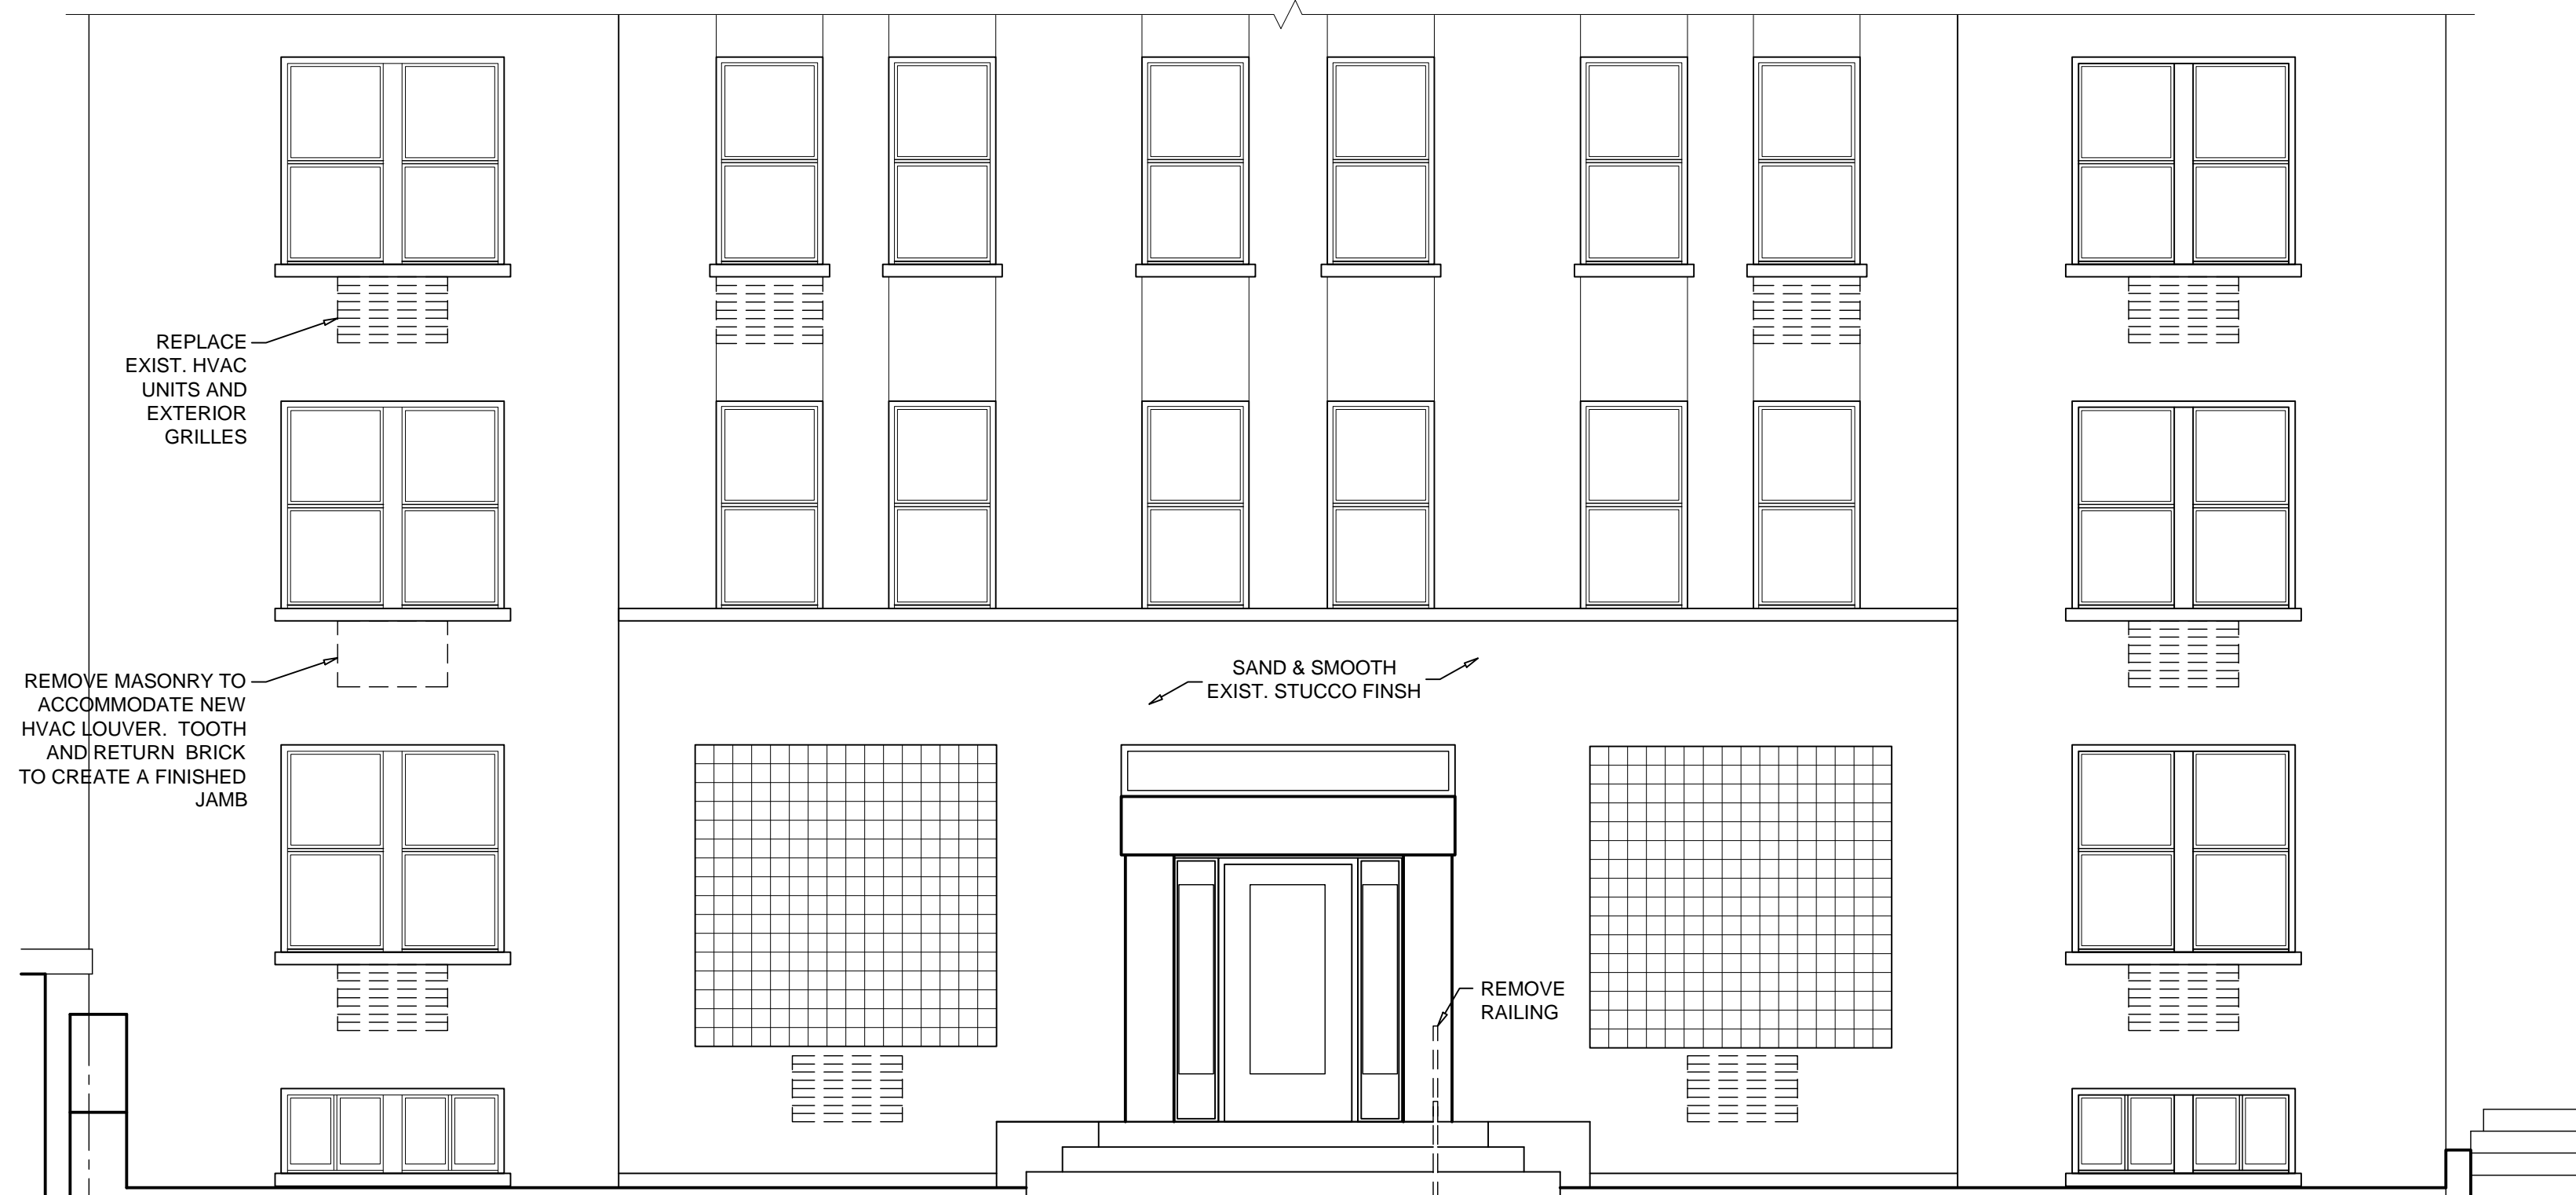 REPLACE
EXIST. HVAC
UNITS AND
EXTERIOR
GRILLES
REMOVE MASONRY TO
ACCOMMODATE NEW
HVAC LOUVER. TOOTH
AND RETURN BRICK
TO CREATE A FINISHED
JAMB
SAND & SMOOTH
EXIST. STUCCO FINSH
REMOVE
RAILING